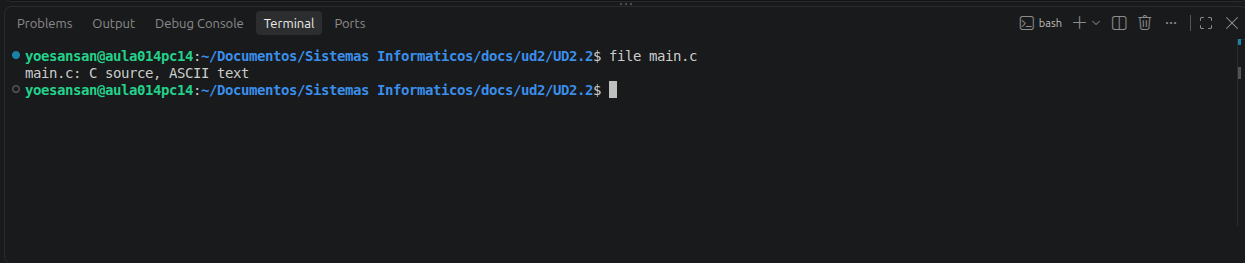 Problems Output Debug Console Terminal Ports bash
yoesansan@aula014pc14:~/Documentos/Sistemas Informaticos/docs/ud2/UD2.2$ file main.c
main.c: C source, ASCII text
yoesansan@aula014pc14:~/Documentos/Sistemas Informaticos/docs/ud2/UD2.2$